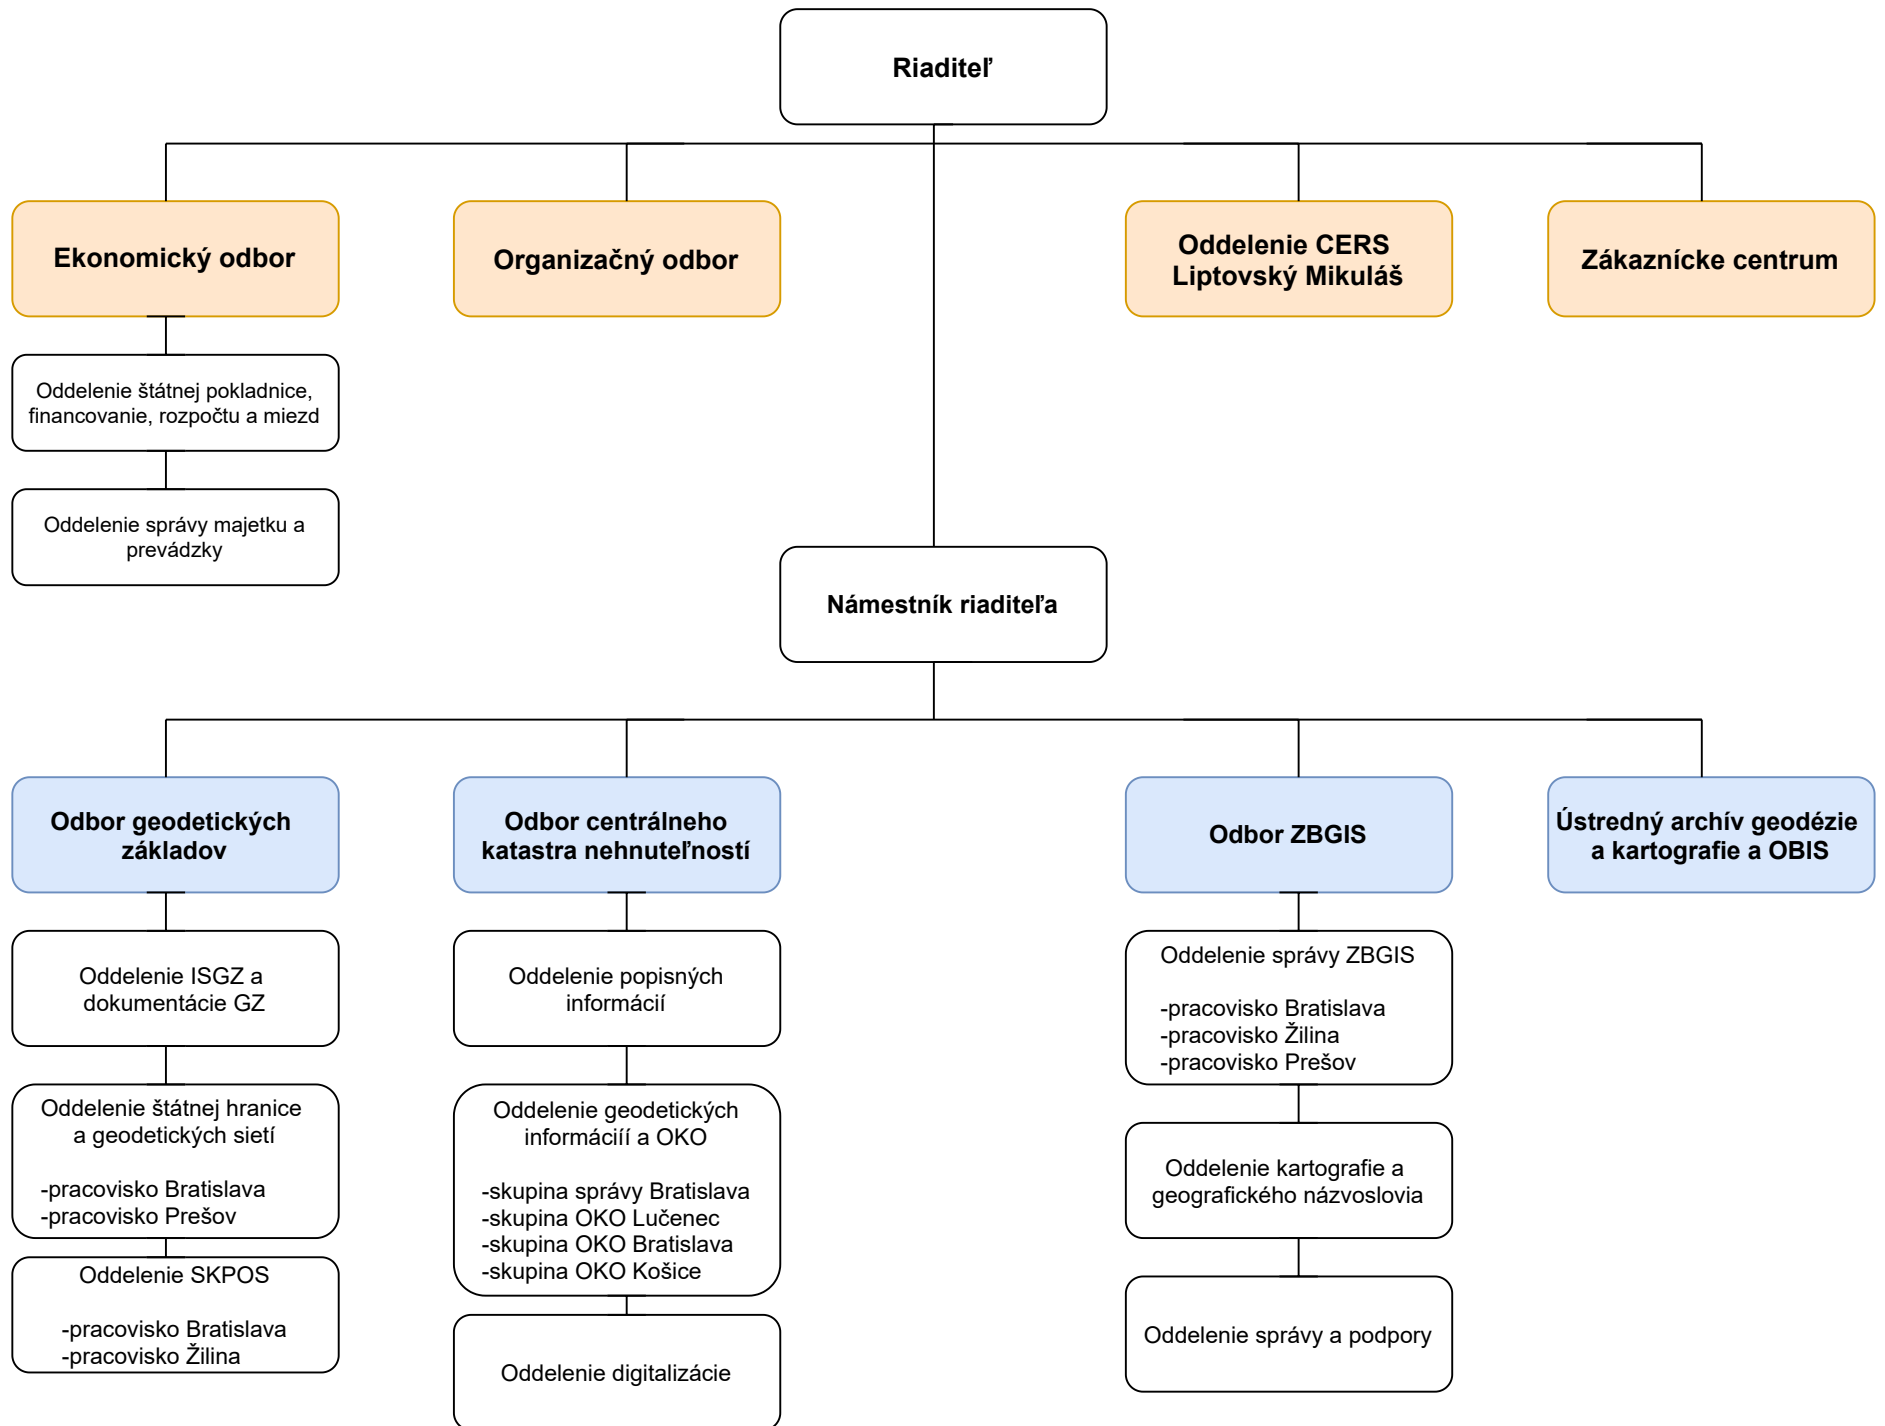 Riaditeľ
Ekonomický odbor
Organizačný odbor
Oddelenie CERS
Liptovský Mikuláš
Zákaznícke centrum
Oddelenie štátnej pokladnice,
financovanie, rozpočtu a miezd
Oddelenie správy majetku a
prevádzky
Námestník riaditeľa
Odbor geodetických
základov
Odbor centrálneho
katastra nehnuteľností
Odbor ZBGIS
Ústredný archív geodézie
a kartografie a OBIS
Oddelenie ISGZ a
dokumentácie GZ
Oddelenie štátnej hranice
a geodetických sietí
-pracovisko Bratislava
-pracovisko Prešov
Oddelenie SKPOS
-pracovisko Bratislava
-pracovisko Žilina
Oddelenie popisných
informácií
Oddelenie geodetických
informáciíí a OKO
-skupina správy Bratislava
-skupina OKO Lučenec
-skupina OKO Bratislava
-skupina OKO Košice
Oddelenie digitalizácie
Oddelenie správy ZBGIS
-pracovisko Bratislava
-pracovisko Žilina
-pracovisko Prešov
Oddelenie kartografie a
geografického názvoslovia
Oddelenie správy a podpory